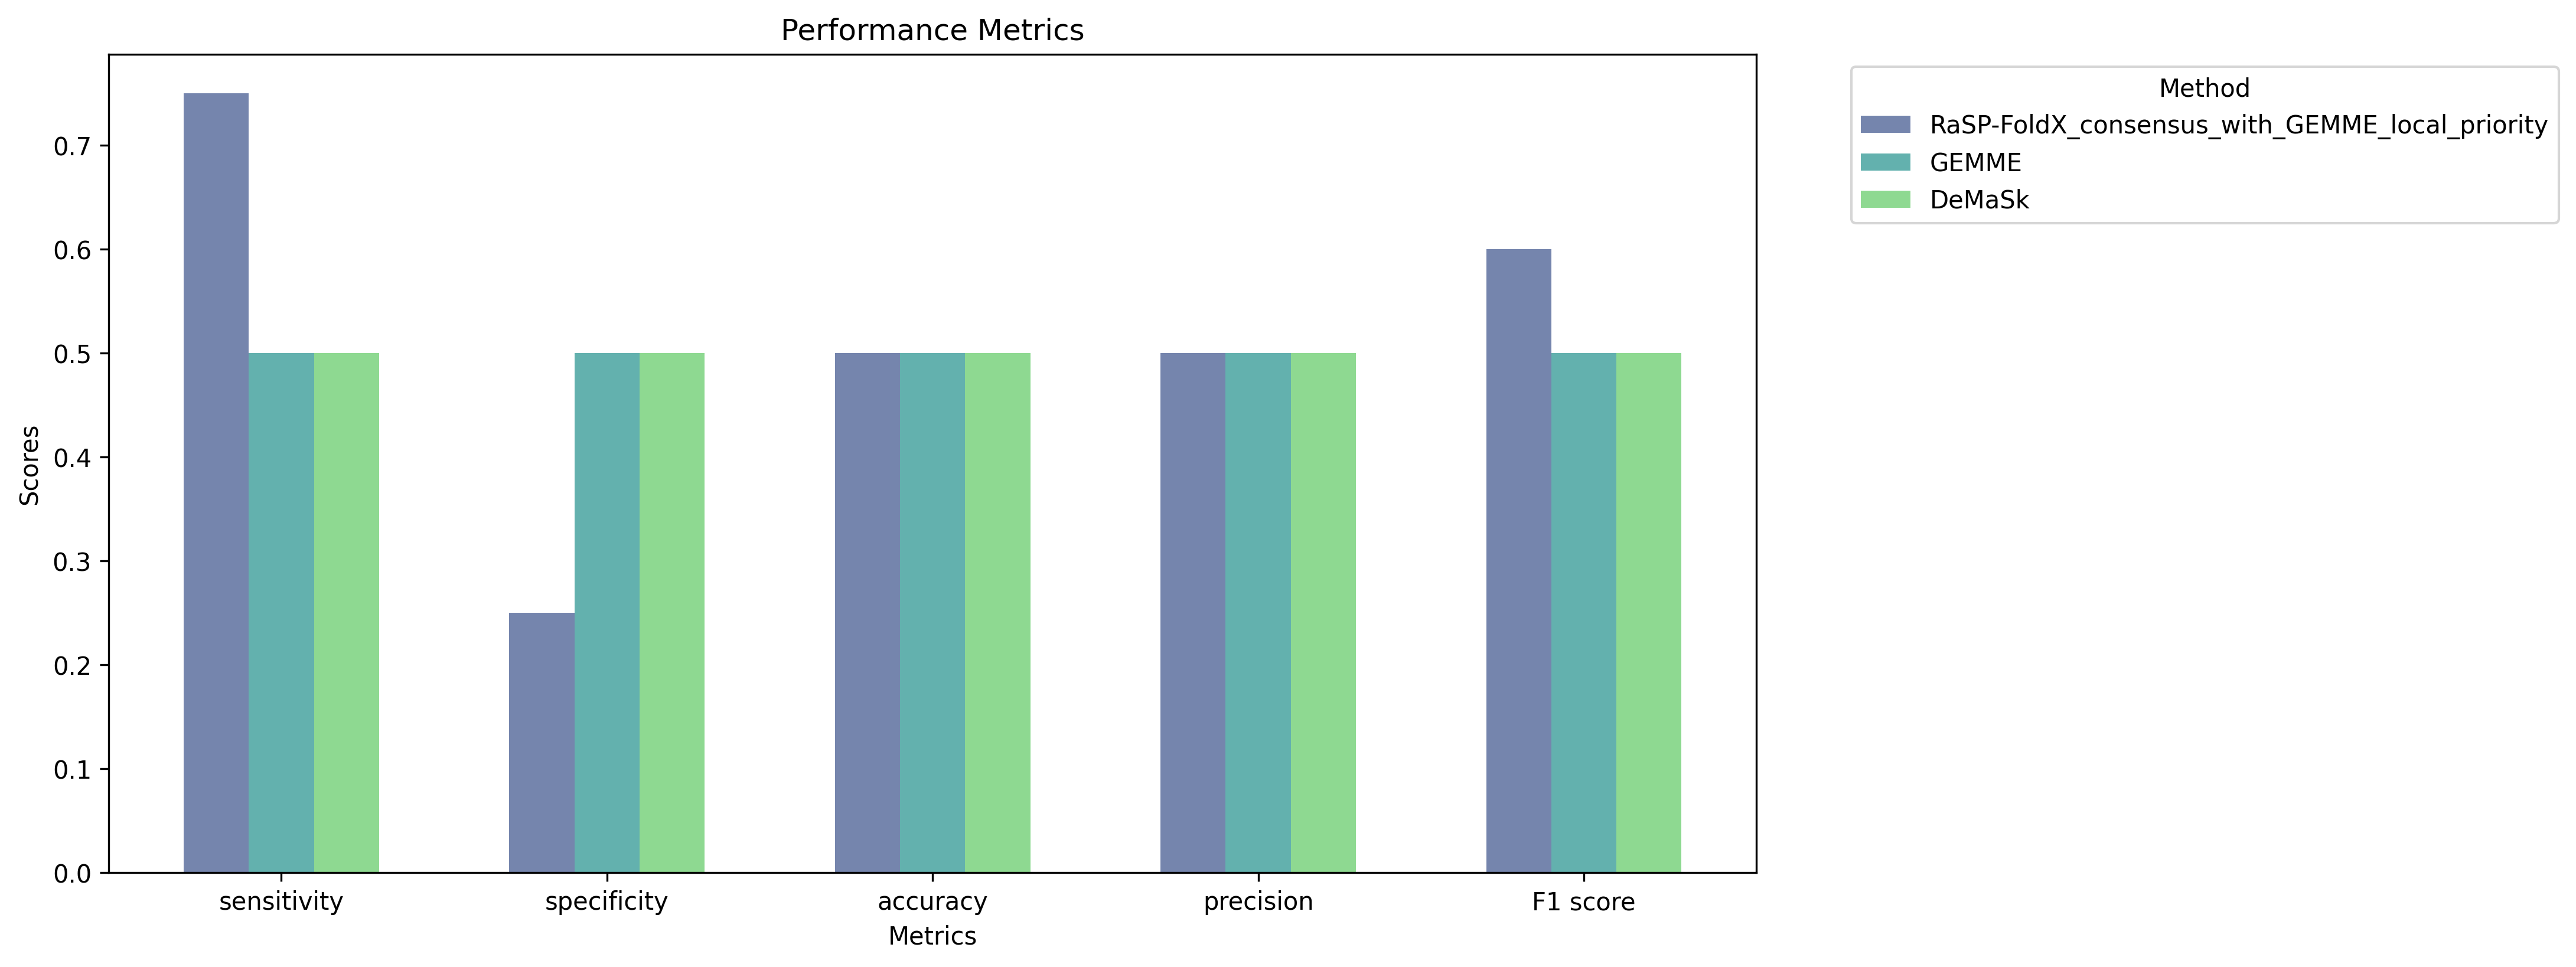 Performance Metrics
Method
RaSP-FoldX_consensus_with_GEMME_local_priority
GEMME
DeMaSk
Scores
0.7
0.6
0.5
0.4
0.3
0.2
0.1
0.0
sensitivity
specificity
accuracy
precision
F1 score
Metrics